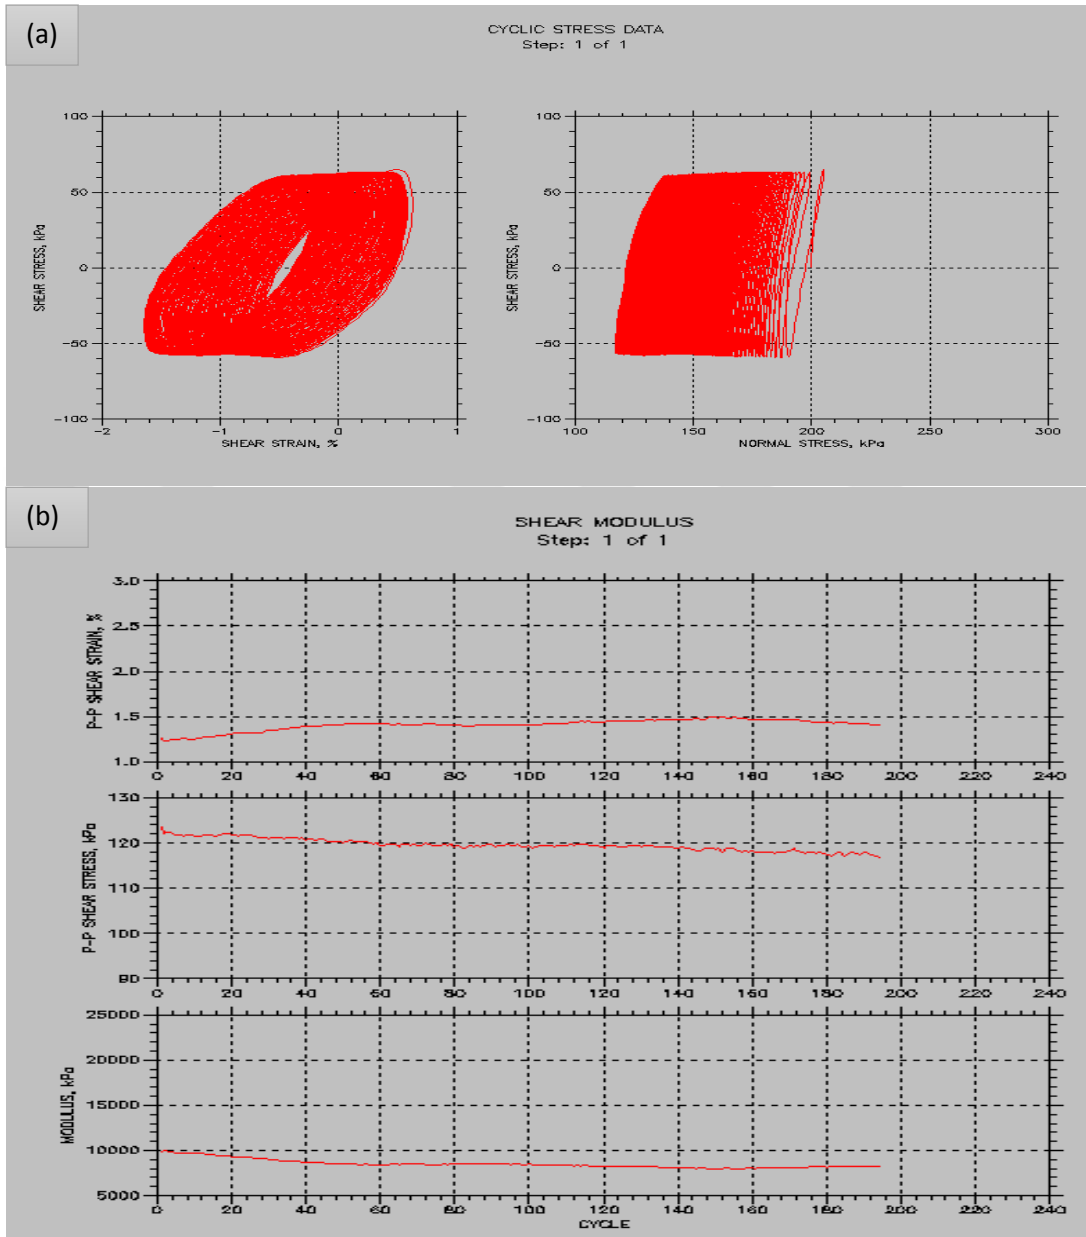 (a)
CYCLIC STRESS DATA
Step: 1 of 1
100
50
0
-50
-100
SHEAR STRESS, kPa
-2 -1 0 1
SHEAR STRAIN, %
100
50
0
-50
-100
SHEAR STRESS, kPa
100 150 200 250 300
NORMAL STRESS, kPa
(b)
SHEAR MODULUS
Step: 1 of 1
3.0
2.5
2.0
1.5
1.0
P-P SHEAR STRAIN, %
0 20 40 60 80 100 120 140 160 180 200 220 240
130
120
110
100
90
P-P SHEAR STRESS, kPa
0 20 40 60 80 100 120 140 160 180 200 220 240
25000
20000
15000
10000
5000
MODULUS, kPa
0 20 40 60 80 100 120 140 160 180 200 220 240
CYCLE